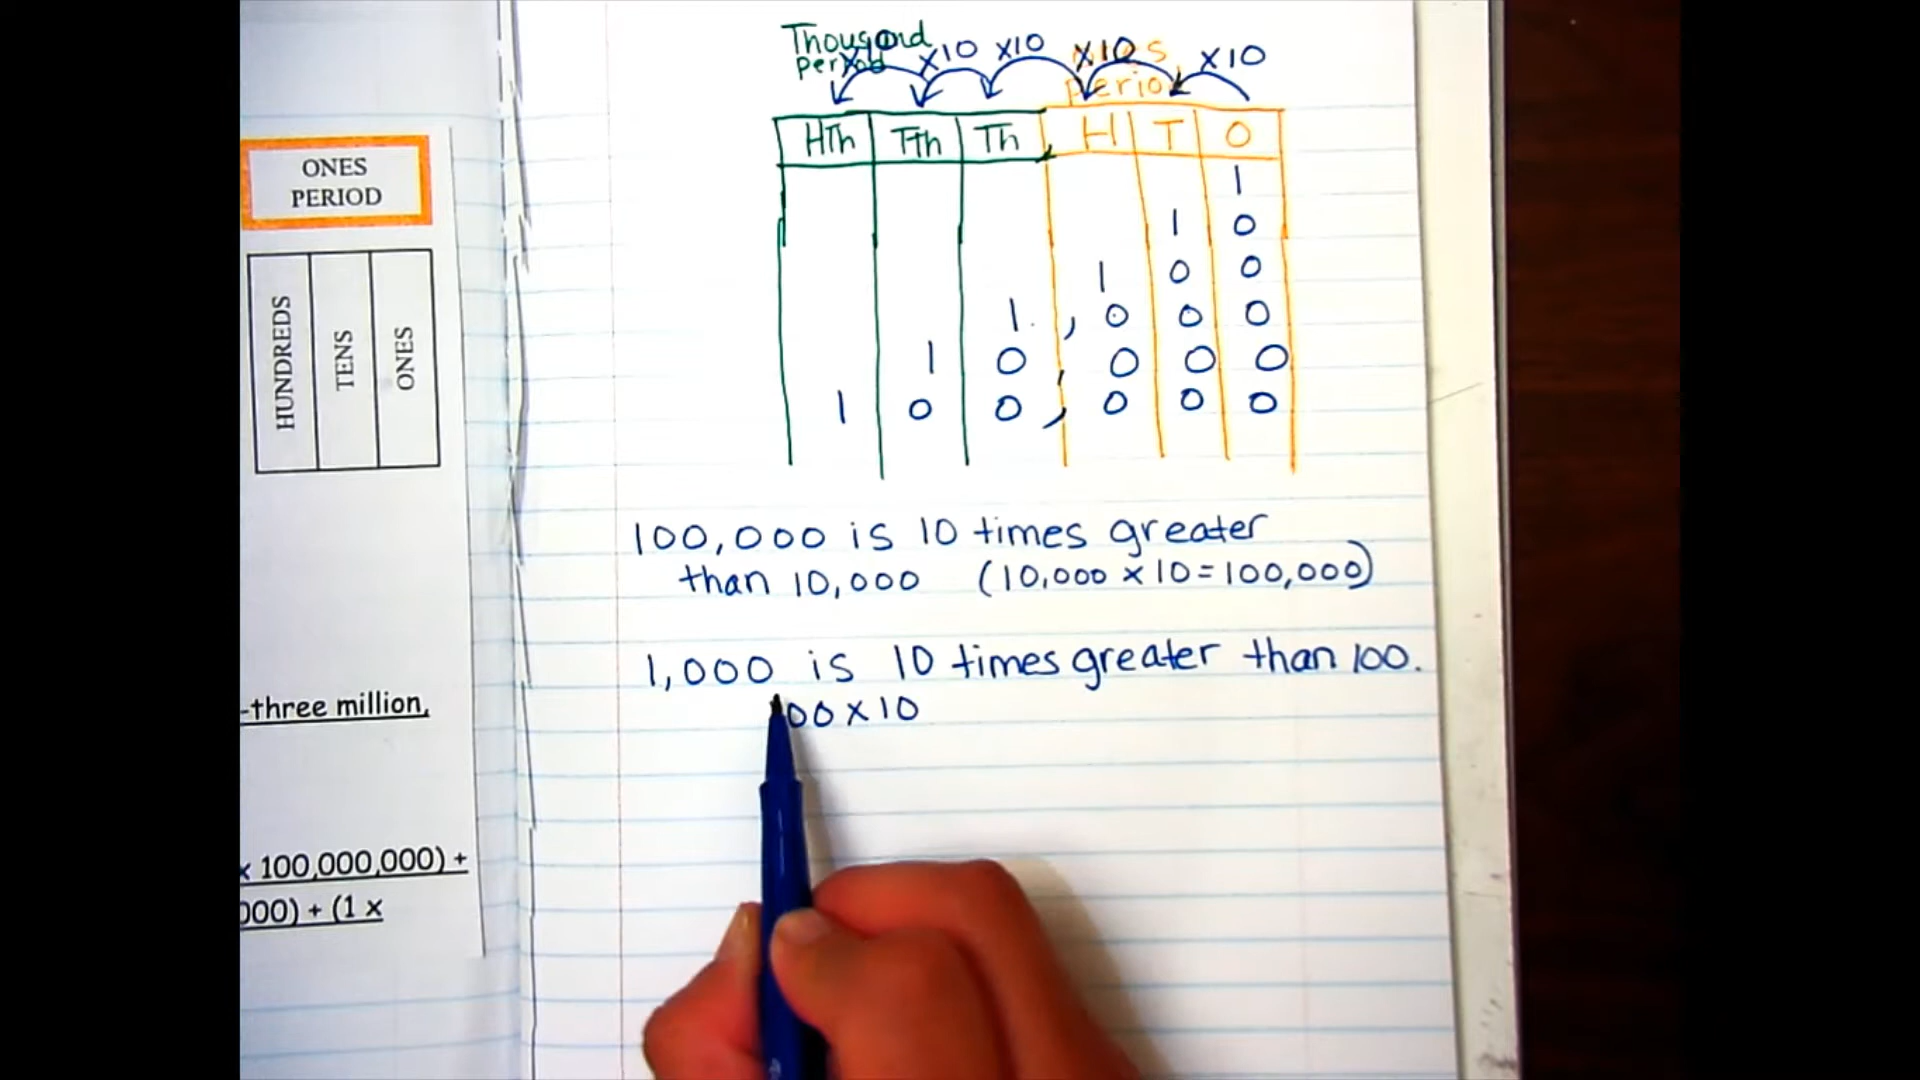 ONES
PERIOD
HUNDREDS
TENS
ONES
-three million,
x 100,000,000) +
000) + (1 x
Thousand
period
ones
period
x10 x10 x10 x10 x10
HTh TTh Th H T O
1
1 0
1 0 0
1 , 0 0 0
1 0 , 0 0 0
1 0 0 , 0 0 0
100,000 is 10 times greater
than 10,000 (10,000 x 10 = 100,000)
1,000 is 10 times greater than 100.
00 x 10